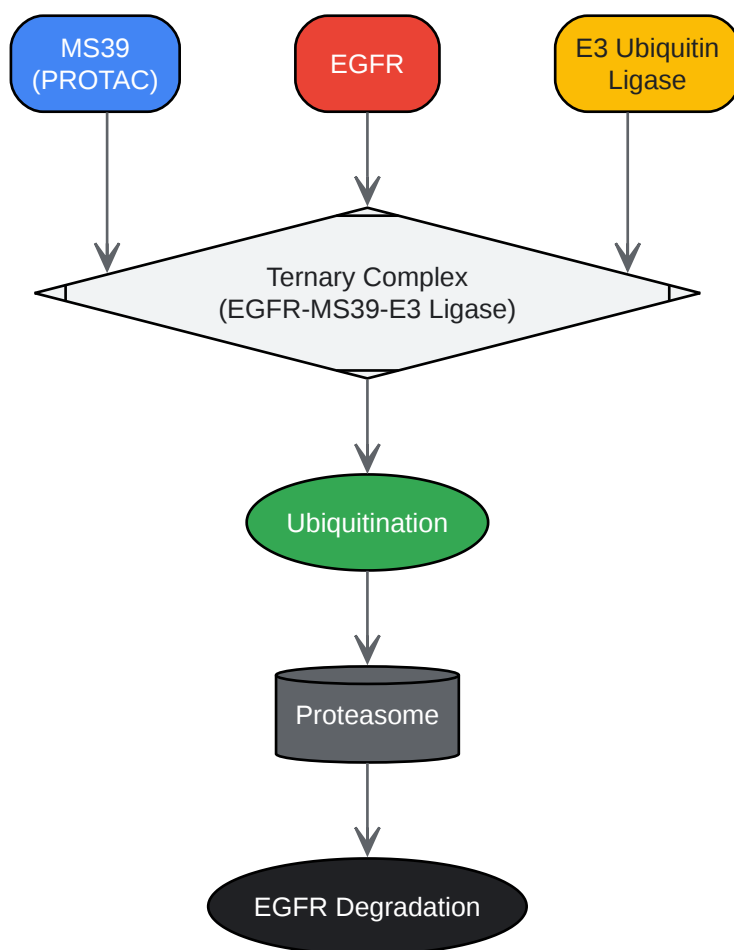 MS39
(PROTAC)
EGFR
E3 Ubiquitin
Ligase
Ternary Complex
(EGFR-MS39-E3 Ligase)
Ubiquitination
Proteasome
EGFR Degradation